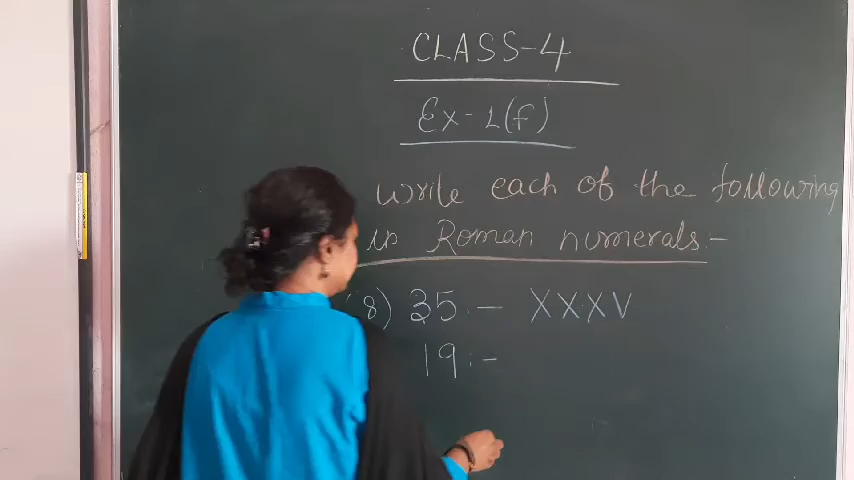 CLASS-4
Ex-1(f)
write each of the following
in Roman numerals-
(8) 35.- XXXV
19.-